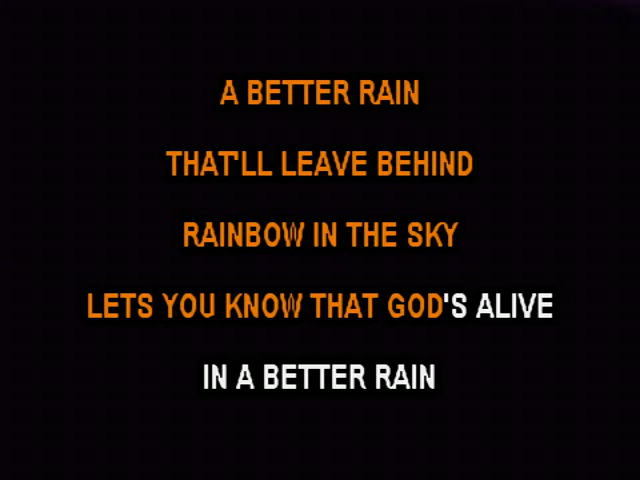 A BETTER RAIN
THAT'LL LEAVE BEHIND
RAINBOW IN THE SKY
LETS YOU KNOW THAT GOD'S ALIVE
IN A BETTER RAIN